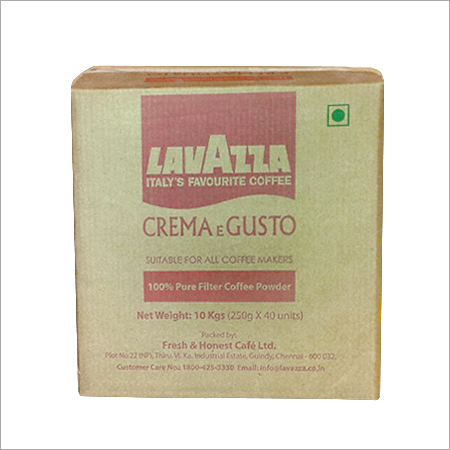 LAVAZZA
ITALY'S FAVOURITE COFFEE
CREMA E GUSTO
SUITABLE FOR ALL COFFEE MAKERS
100% Pure Filter Coffee Powder
Net Weight: 10 Kgs (250g X 40 units)
Packed by:
Fresh & Honest Café Ltd.
Plot No.22 (NP), Thiru. Vi. Ka. Industrial Estate, Guindy, Chennai - 600 032.
Customer Care No.: 1800-425-3330 Email: info@lavazza.co.in